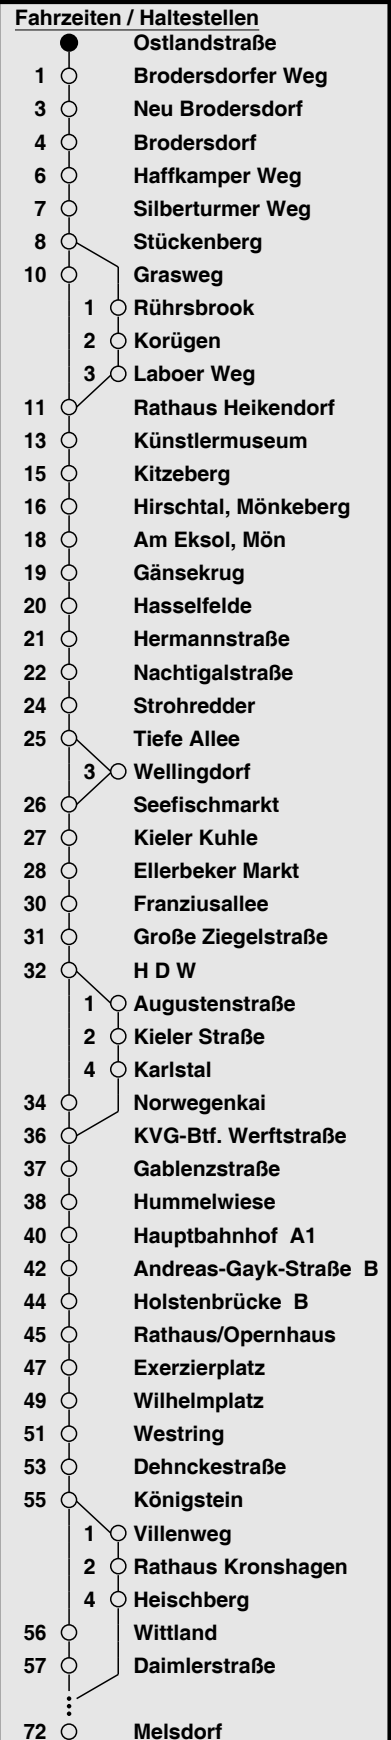 Fahrzeiten / Haltestellen
Ostlandstraße
1 Brodersdorfer Weg
3 Neu Brodersdorf
4 Brodersdorf
6 Haffkamper Weg
7 Silberturmer Weg
8 Stückenberg
10 Grasweg
1 Rührsbrook
2 Korügen
3 Laboer Weg
11 Rathaus Heikendorf
13 Künstlermuseum
15 Kitzeberg
16 Hirschtal, Mönkeberg
18 Am Eksol, Mön
19 Gänsekrug
20 Hasselfelde
21 Hermannstraße
22 Nachtigalstraße
24 Strohredder
25 Tiefe Allee
3 Wellingdorf
26 Seefischmarkt
27 Kieler Kuhle
28 Ellerbeker Markt
30 Franziusallee
31 Große Ziegelstraße
32 H D W
1 Augustenstraße
2 Kieler Straße
4 Karlstal
34 Norwegenkai
36 KVG-Btf. Werftstraße
37 Gablenzstraße
38 Hummelwiese
40 Hauptbahnhof A1
42 Andreas-Gayk-Straße B
44 Holstenbrücke B
45 Rathaus/Opernhaus
47 Exerzierplatz
49 Wilhelmplatz
51 Westring
53 Dehnckestraße
55 Königstein
1 Villenweg
2 Rathaus Kronshagen
4 Heischberg
56 Wittland
57 Daimlerstraße
72 Melsdorf